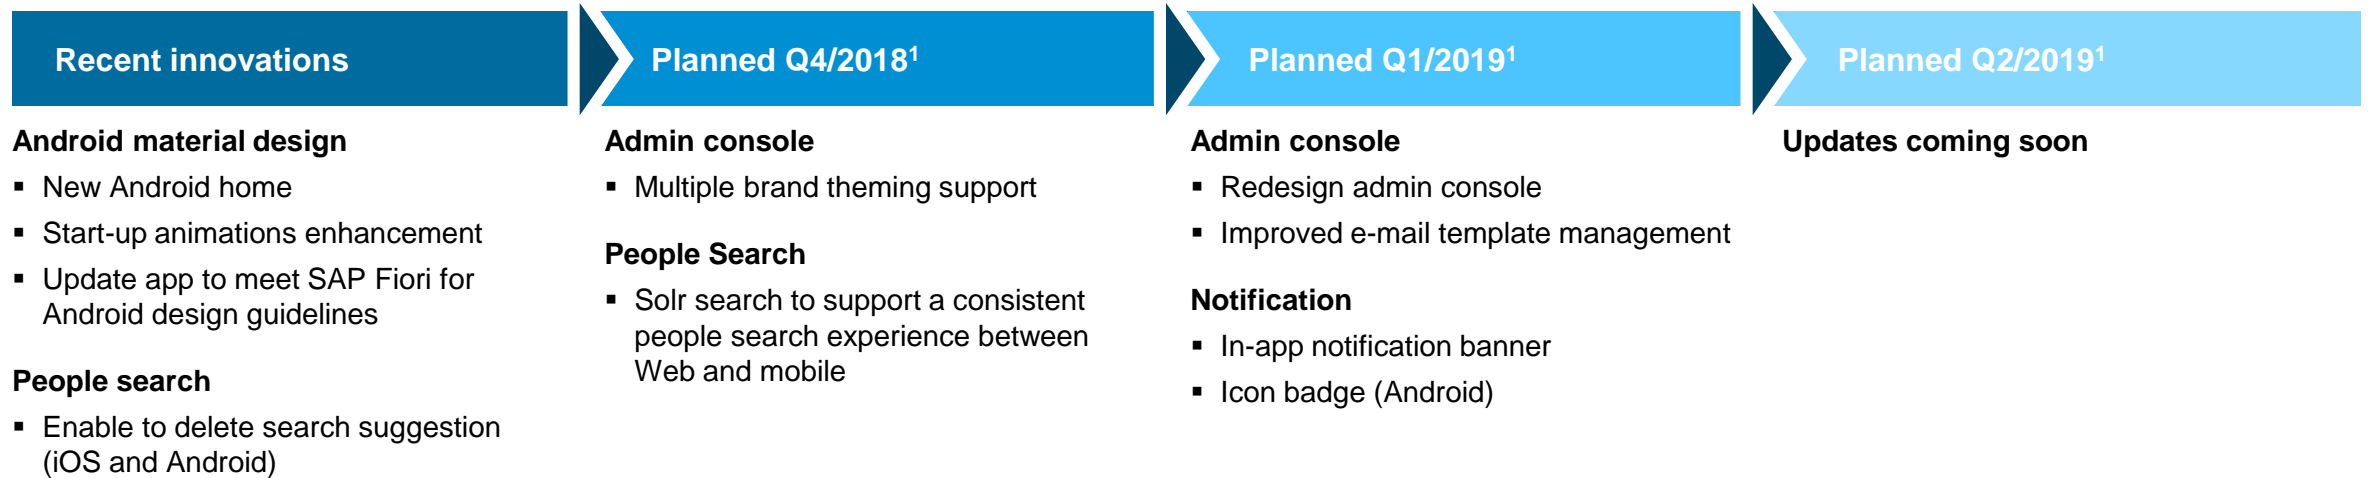 Recent innovations
Planned Q4/2018¹
Planned Q1/2019¹
Planned Q2/2019¹
Android material design
▪ New Android home
▪ Start-up animations enhancement
▪ Update app to meet SAP Fiori for
Android design guidelines
People search
▪ Enable to delete search suggestion
(iOS and Android)
Admin console
▪ Multiple brand theming support
People Search
▪ Solr search to support a consistent
people search experience between
Web and mobile
Admin console
▪ Redesign admin console
▪ Improved e-mail template management
Notification
▪ In-app notification banner
▪ Icon badge (Android)
Updates coming soon